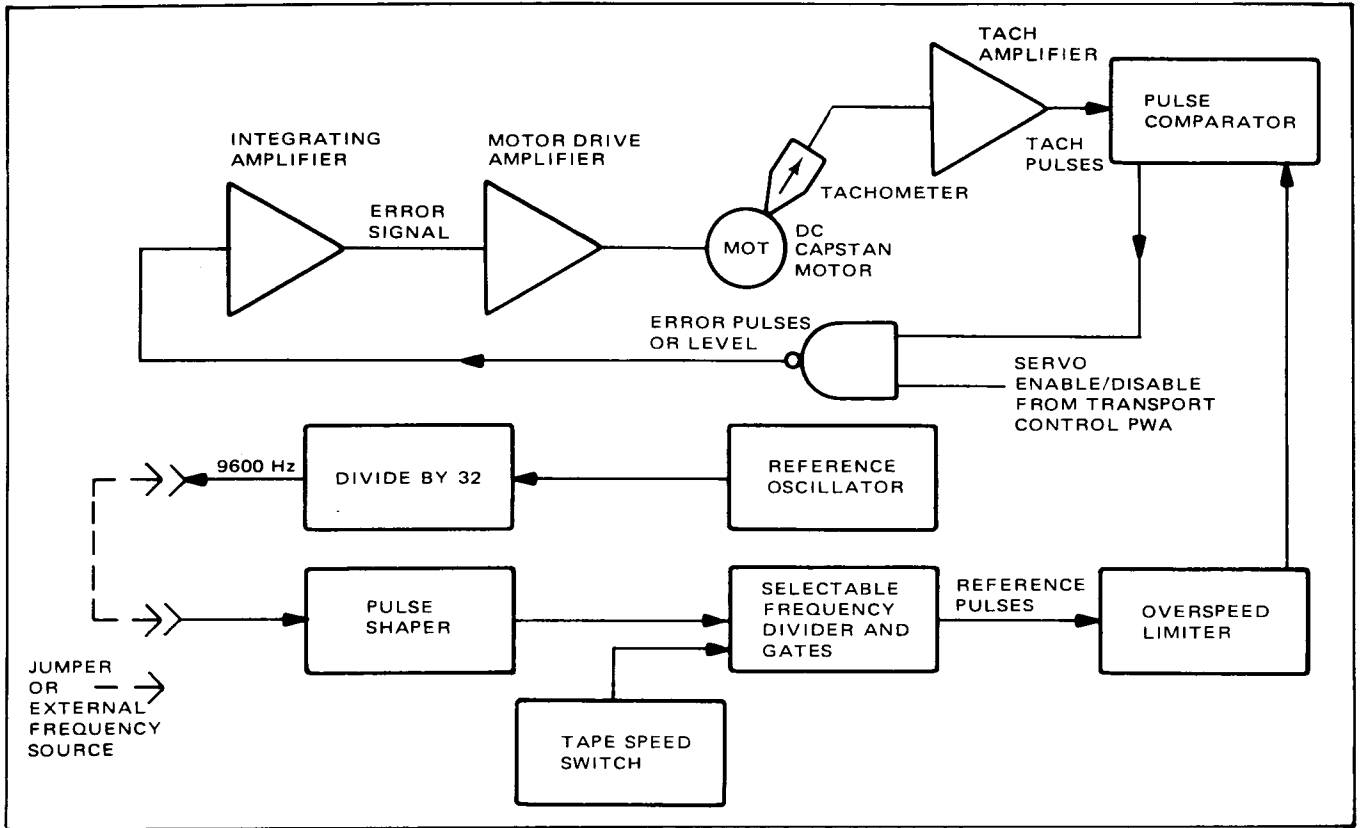 TACH
AMPLIFIER
PULSE
COMPARATOR
TACH
PULSES
INTEGRATING
AMPLIFIER
MOTOR DRIVE
AMPLIFIER
ERROR
SIGNAL
TACHOMETER
MOT
DC
CAPSTAN
MOTOR
ERROR PULSES
OR LEVEL
SERVO
ENABLE/DISABLE
FROM TRANSPORT
CONTROL PWA
9600 Hz
DIVIDE BY 32
REFERENCE
OSCILLATOR
PULSE
SHAPER
SELECTABLE
FREQUENCY
DIVIDER AND
GATES
REFERENCE
PULSES
OVERSPEED
LIMITER
JUMPER
OR
EXTERNAL
FREQUENCY
SOURCE
TAPE SPEED
SWITCH